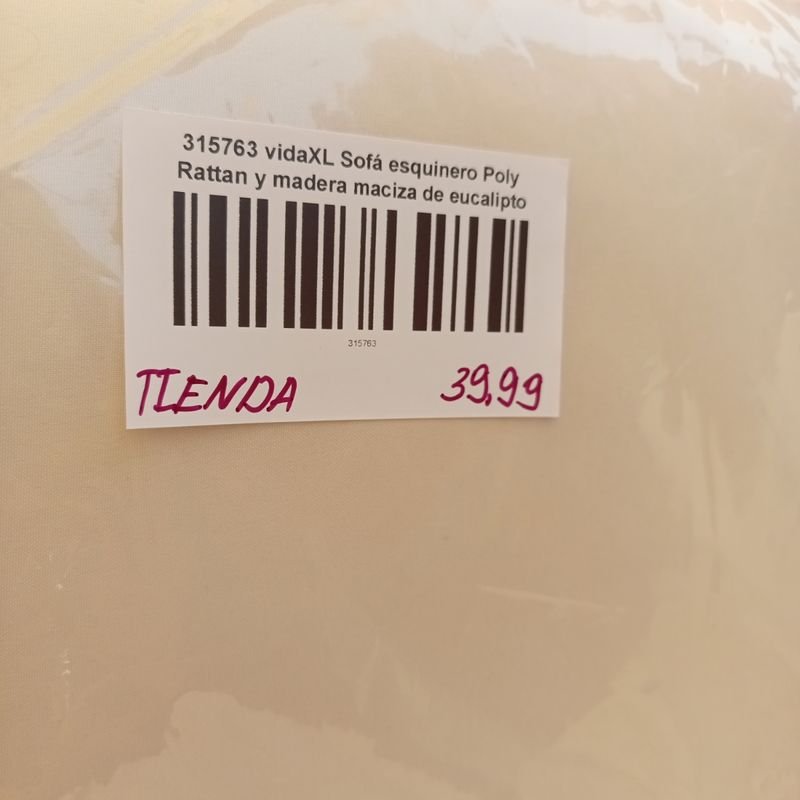 315763 vidaXL Sofá esquinero Poly
Rattan y madera maciza de eucalipto
315763
TIENDA 39,99